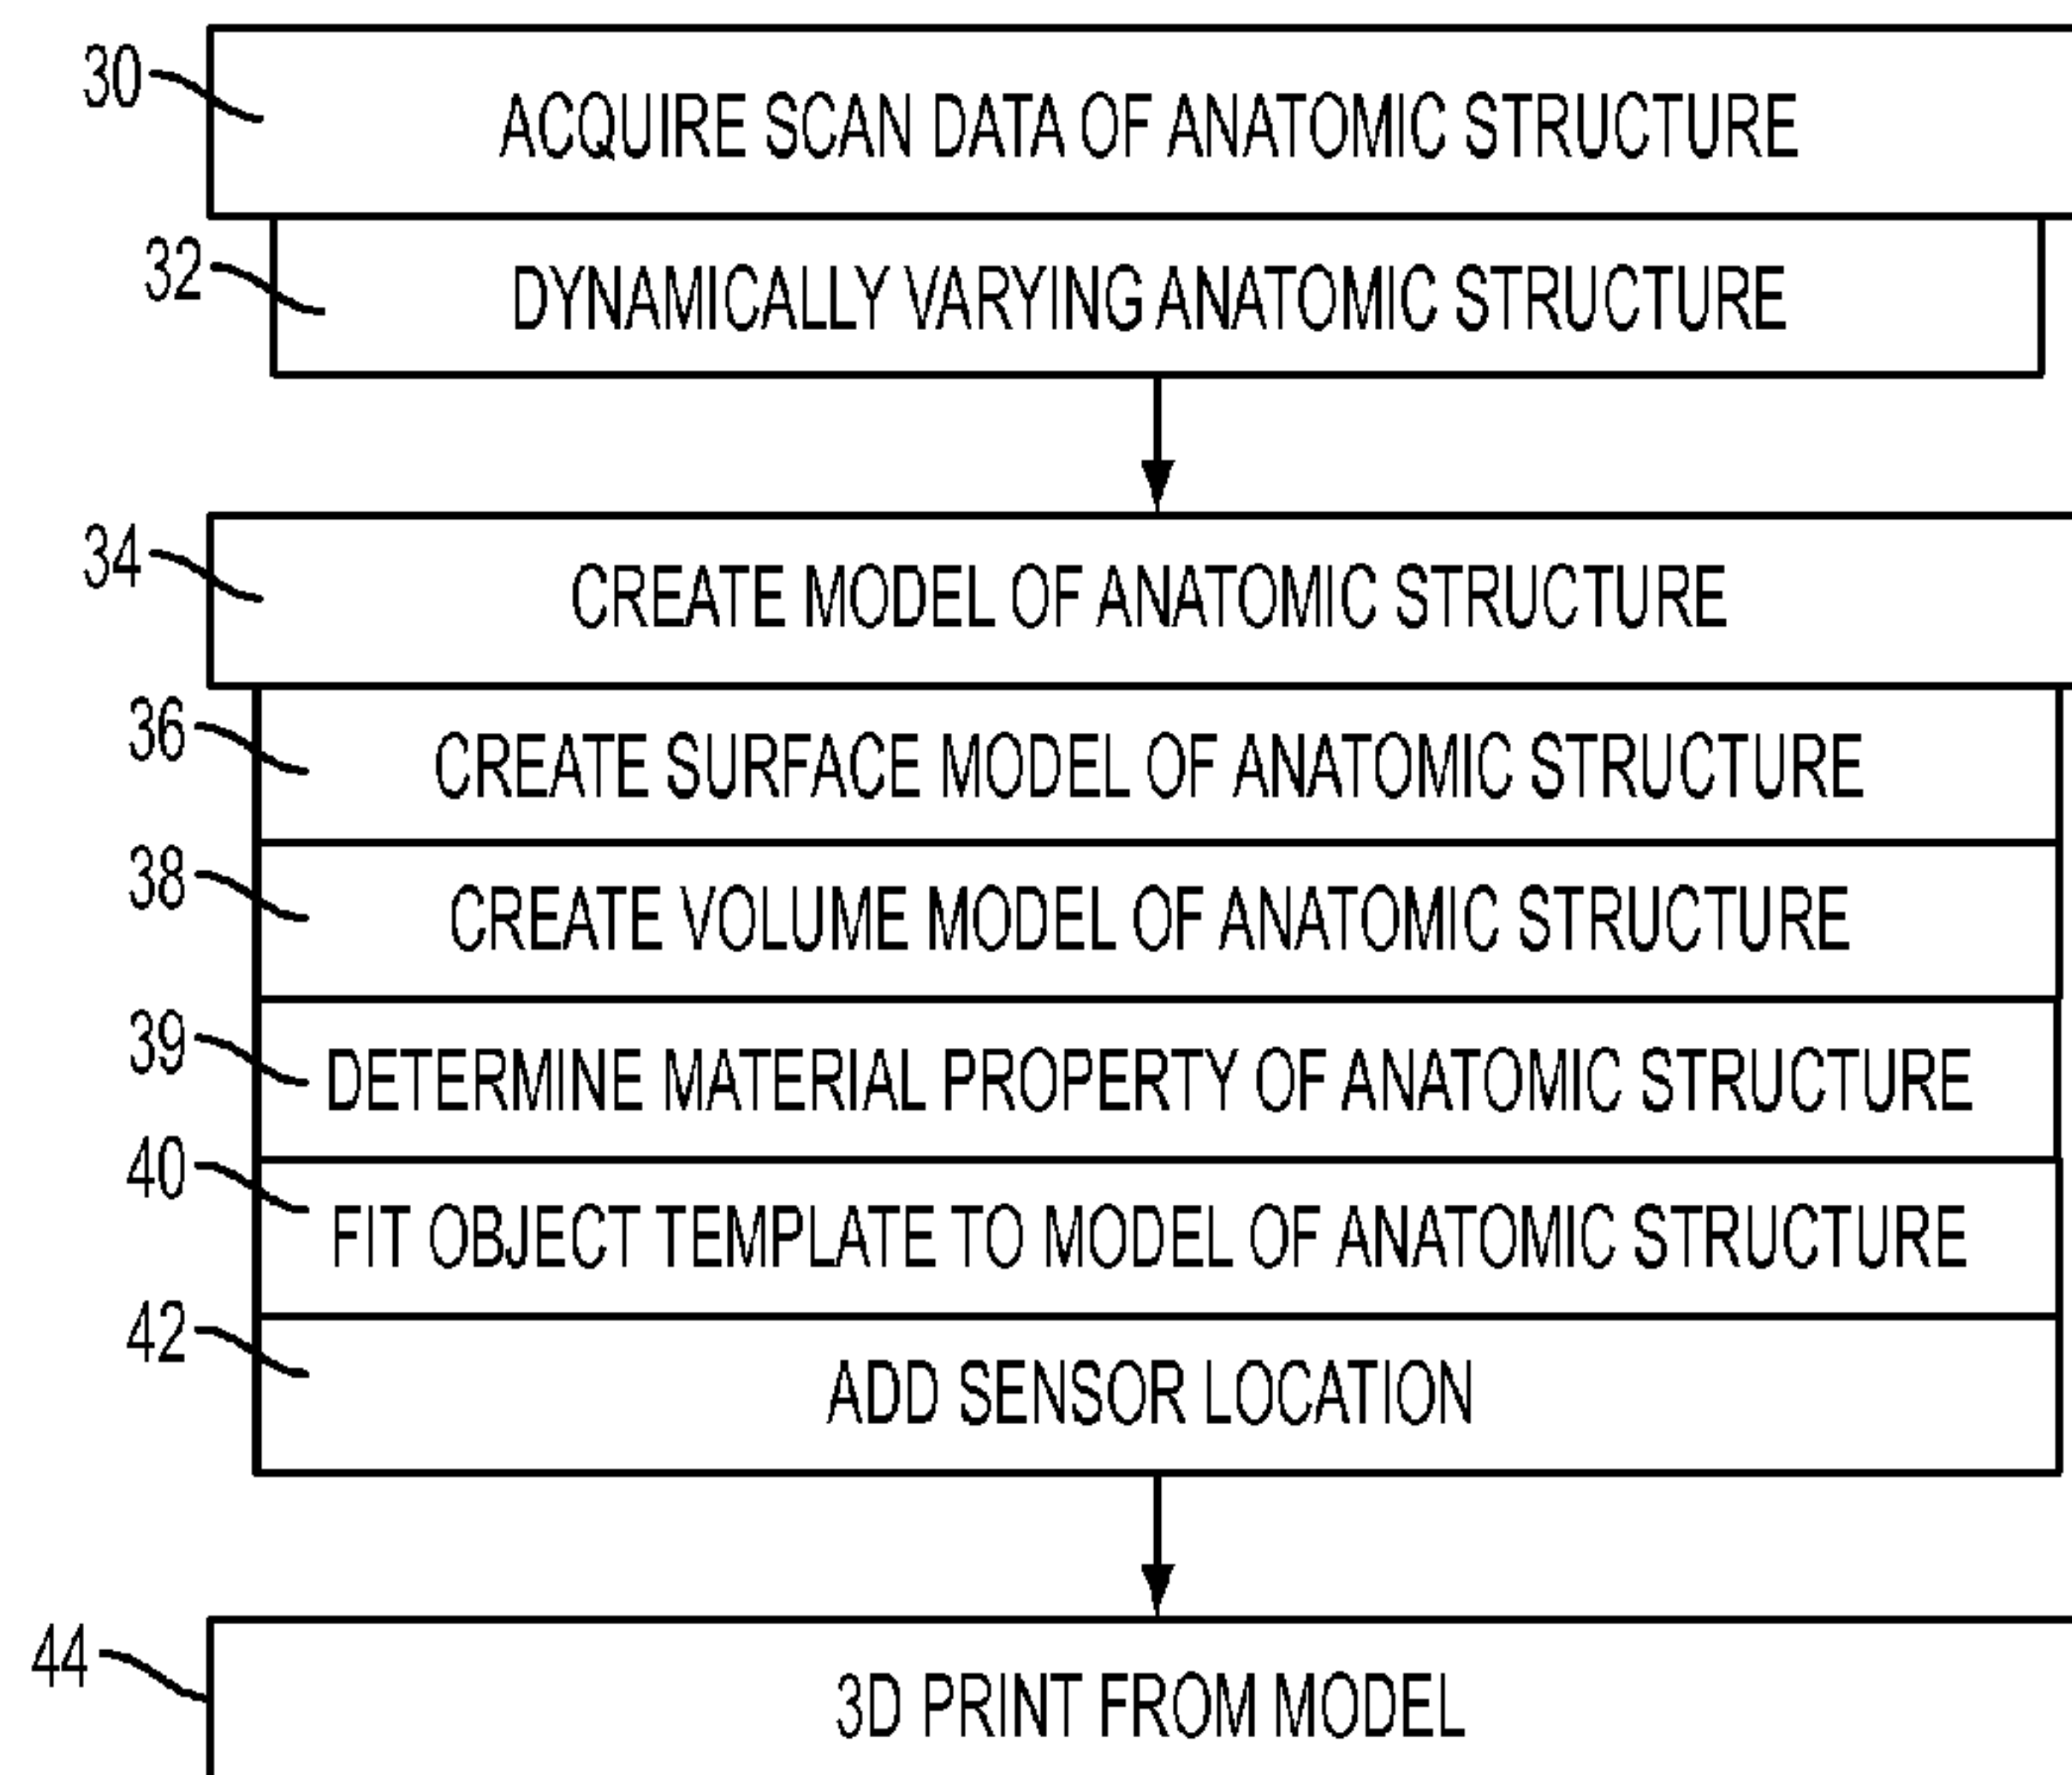 30
ACQUIRE SCAN DATA OF ANATOMIC STRUCTURE
32
DYNAMICALLY VARYING ANATOMIC STRUCTURE
34
CREATE MODEL OF ANATOMIC STRUCTURE
36
CREATE SURFACE MODEL OF ANATOMIC STRUCTURE
38
CREATE VOLUME MODEL OF ANATOMIC STRUCTURE
39
DETERMINE MATERIAL PROPERTY OF ANATOMIC STRUCTURE
40
FIT OBJECT TEMPLATE TO MODEL OF ANATOMIC STRUCTURE
42
ADD SENSOR LOCATION
44
3D PRINT FROM MODEL